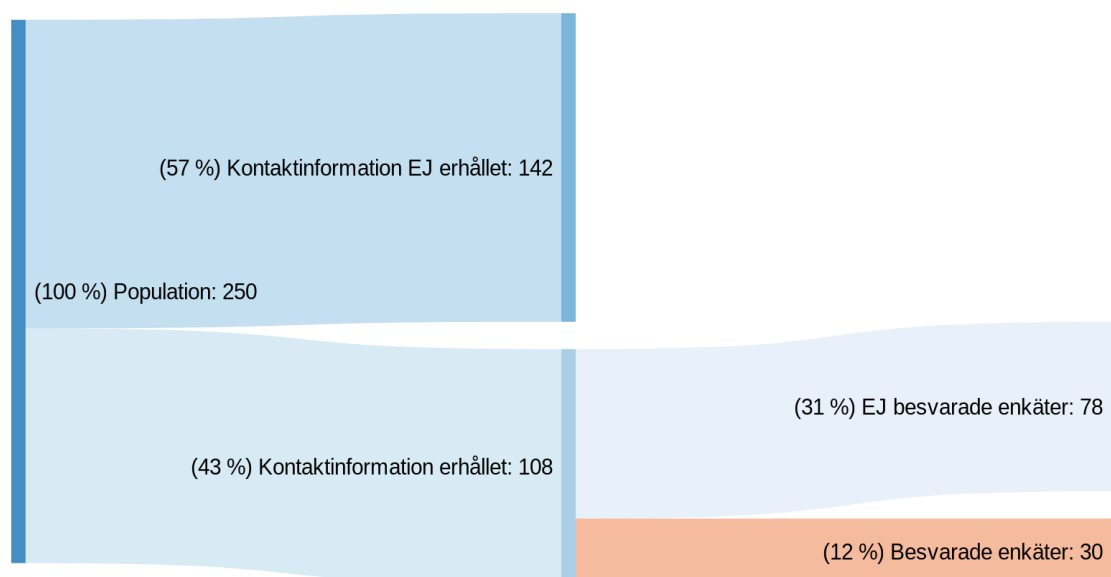 (57 %) Kontaktinformation EJ erhållet: 142
(100 %) Population: 250
(31 %) EJ besvarade enkäter: 78
(43 %) Kontaktinformation erhållet: 108
(12 %) Besvarade enkäter: 30